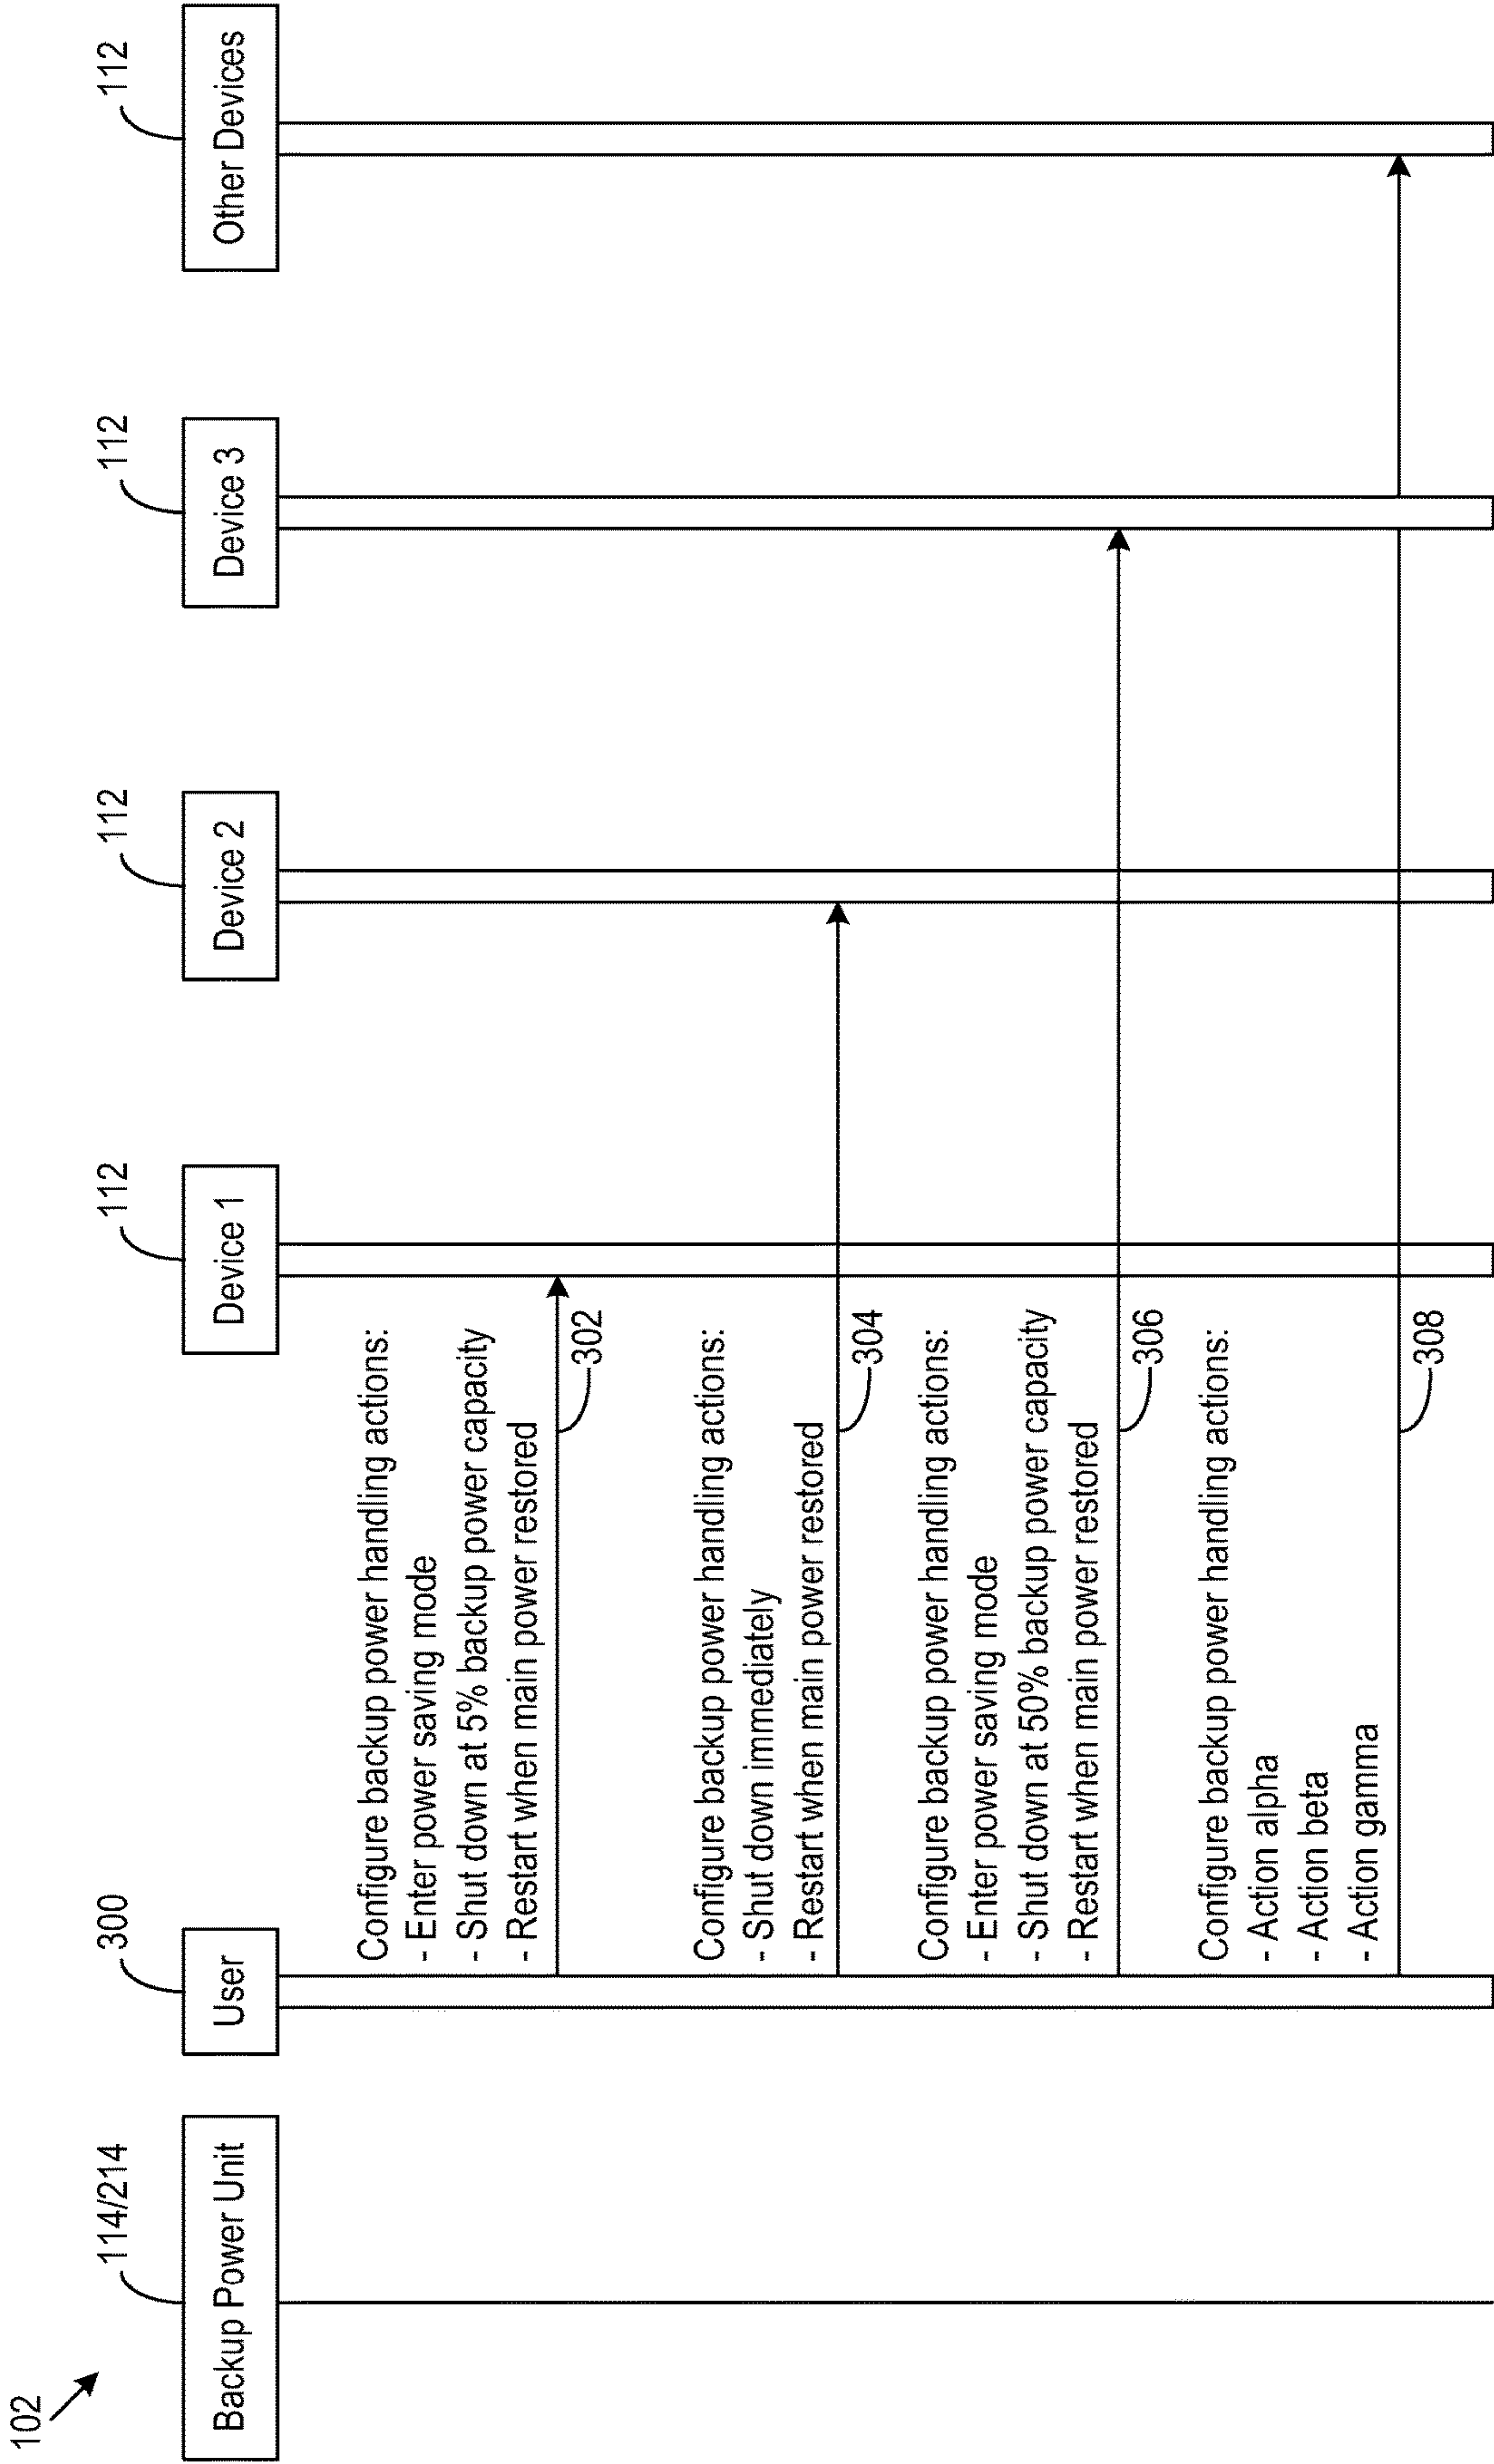 102
114/214
300
112
112
112
112
Backup Power Unit
User
Device 1
Device 2
Device 3
Other Devices
Configure backup power handling actions:
- Enter power saving mode
- Shut down at 5% backup power capacity
- Restart when main power restored
302
Configure backup power handling actions:
- Shut down immediately
- Restart when main power restored
304
Configure backup power handling actions:
- Enter power saving mode
- Shut down at 50% backup power capacity
- Restart when main power restored
306
Configure backup power handling actions:
- Action alpha
- Action beta
- Action gamma
308